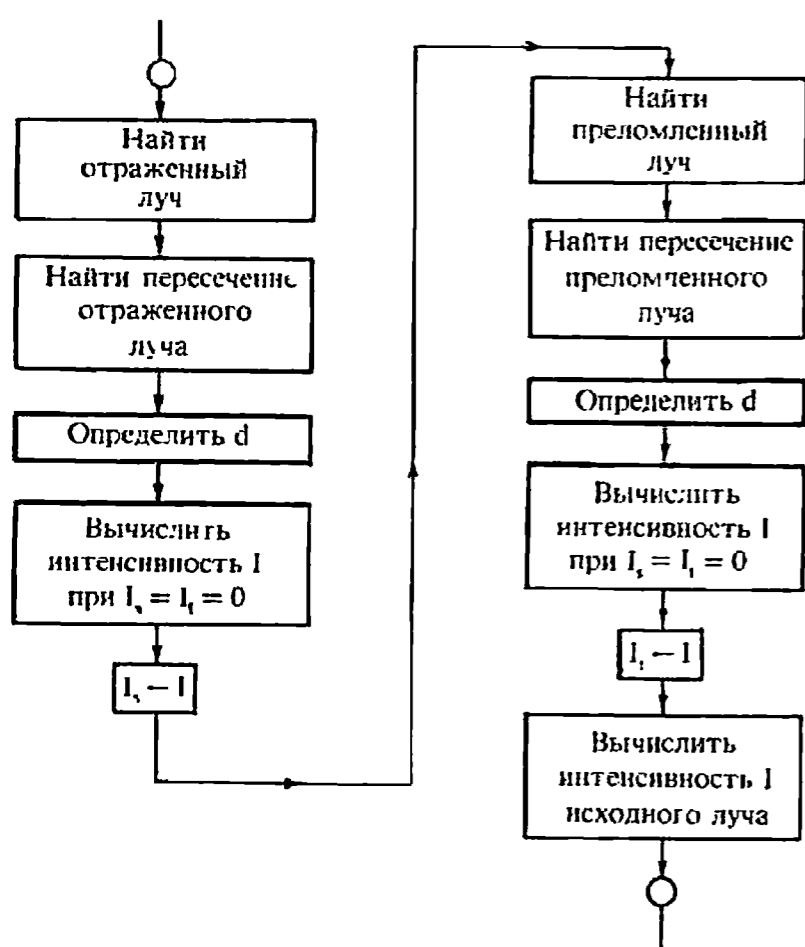 Найти
отраженный
луч
Найти пересечение
отраженного
луча
Определить d
Вычислить
интенсивность I
при Iₛ = Iₜ = 0
Iₛ ← I
Найти
преломленный
луч
Найти пересечение
преломленного
луча
Определить d
Вычислить
интенсивность I
при Iₛ = Iₜ = 0
Iₜ ← I
Вычислить
интенсивность I
исходного луча